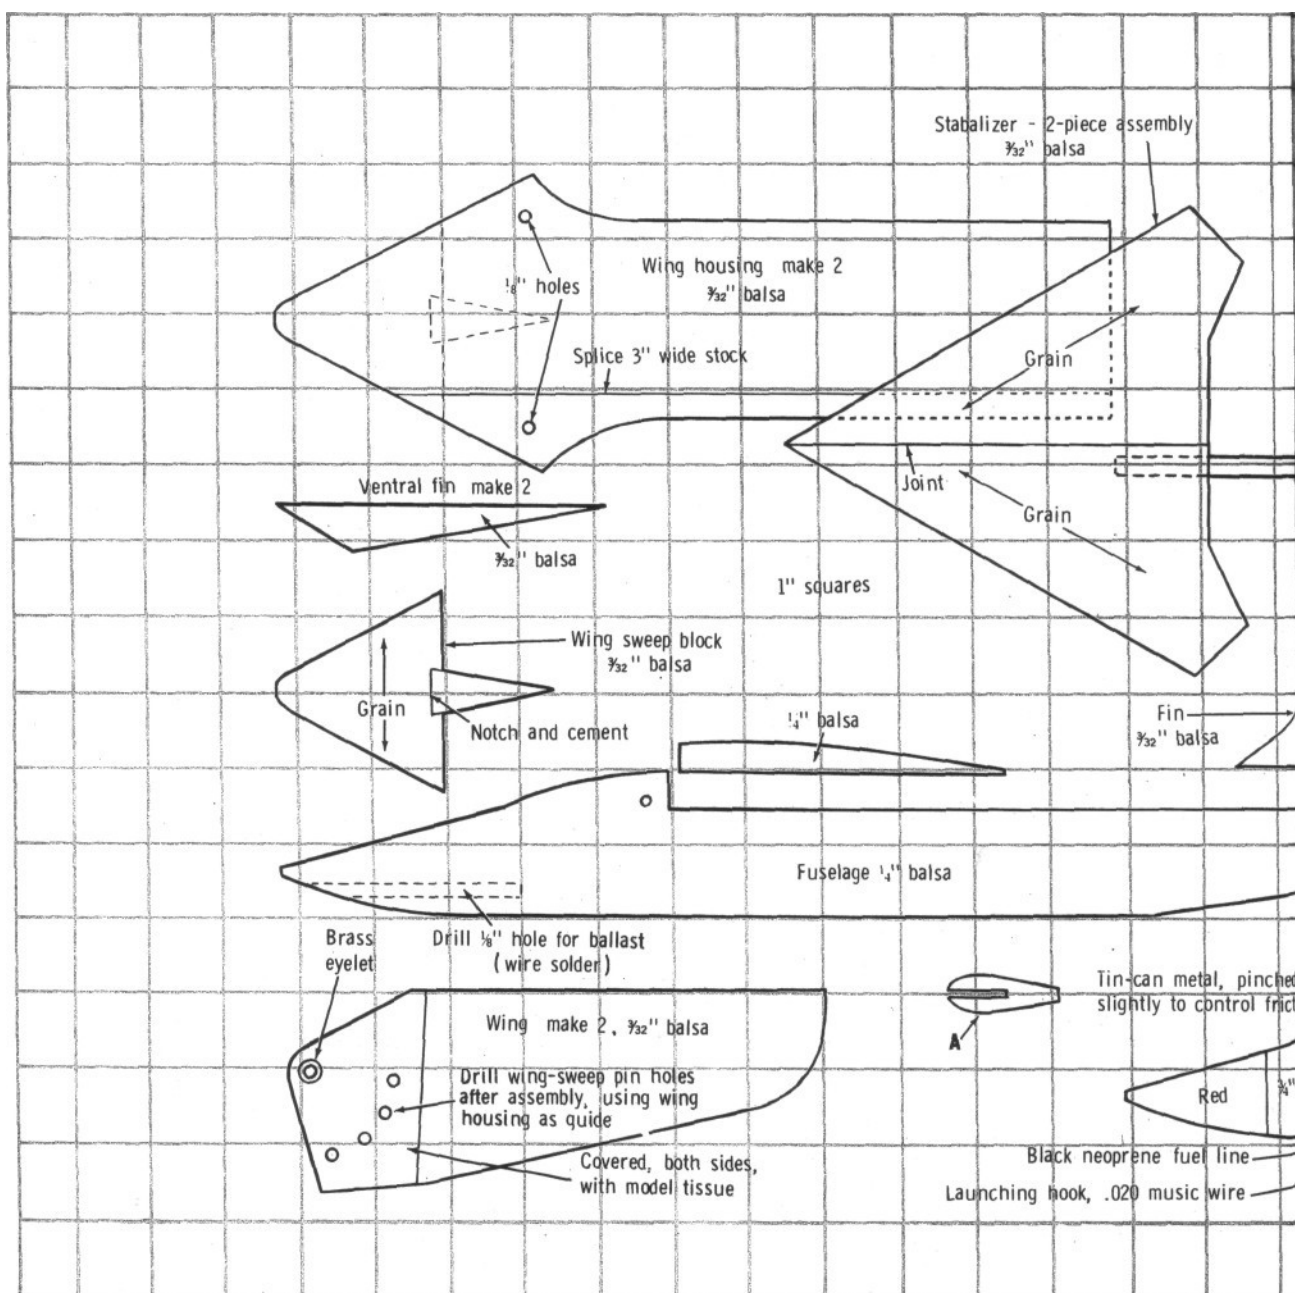 Stabalizer - 2-piece assembly
3/32" balsa
Wing housing make 2
3/32" balsa
1/8" holes
Splice 3" wide stock
Grain
Joint
Grain
Ventral fin make 2
3/32" balsa
1" squares
Wing sweep block
3/32" balsa
Grain
Notch and cement
1/4" balsa
Fin
3/32" balsa
Fuselage 1/4" balsa
Drill 1/8" hole for ballast
(wire solder)
Brass
eyelet
Wing make 2, 3/32" balsa
Drill wing-sweep pin holes
after assembly, using wing
housing as quide
Covered, both sides,
with model tissue
A
Tin-can metal, pinched
slightly to control frict
Red
3/4"
Black neoprene fuel line
Launching hook, .020 music wire